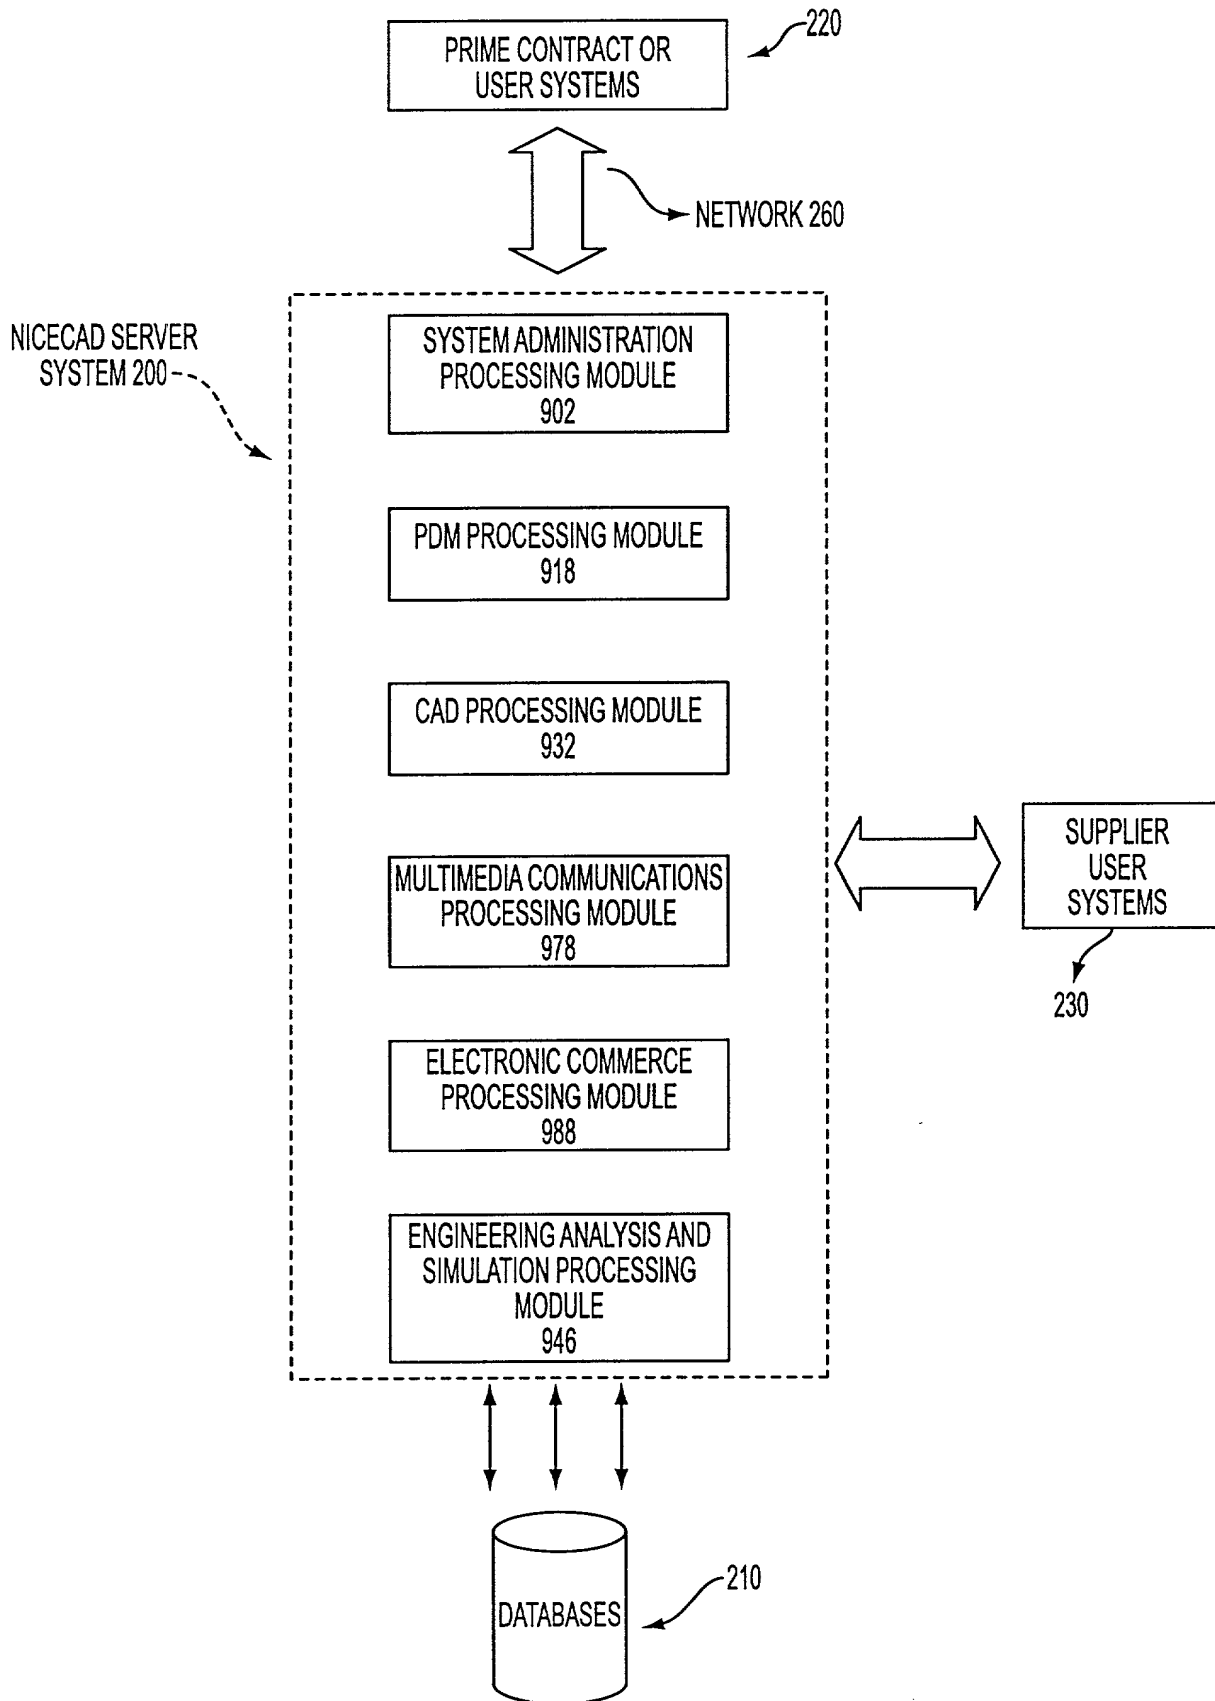 220
PRIME CONTRACT OR
USER SYSTEMS
NETWORK 260
NICECAD SERVER
SYSTEM 200
SYSTEM ADMINISTRATION
PROCESSING MODULE
902
PDM PROCESSING MODULE
918
CAD PROCESSING MODULE
932
MULTIMEDIA COMMUNICATIONS
PROCESSING MODULE
978
SUPPLIER
USER
SYSTEMS
230
ELECTRONIC COMMERCE
PROCESSING MODULE
988
ENGINEERING ANALYSIS AND
SIMULATION PROCESSING
MODULE
946
DATABASES
210